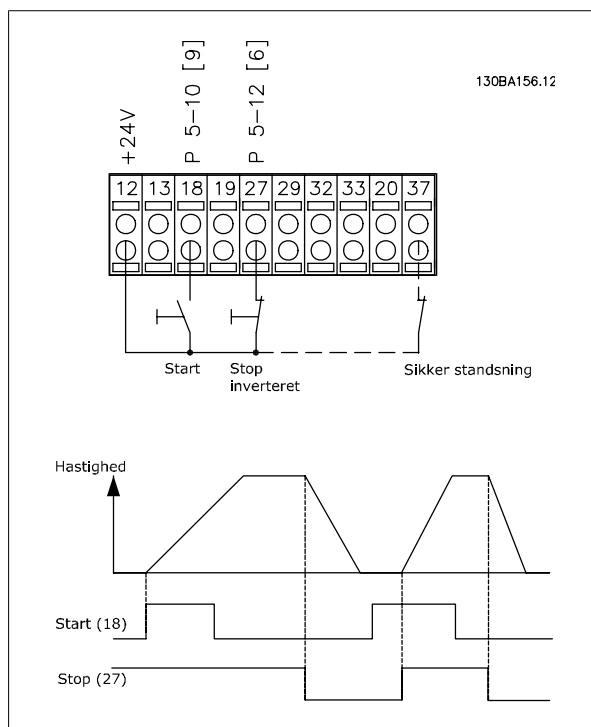 130BA156.12
+24V
P 5-10 [9]
P 5-12 [6]
12 13 18 19 27 29 32 33 20 37
Start
Stop
inverteret
Sikker standsning
Hastighed
Start (18)
Stop (27)